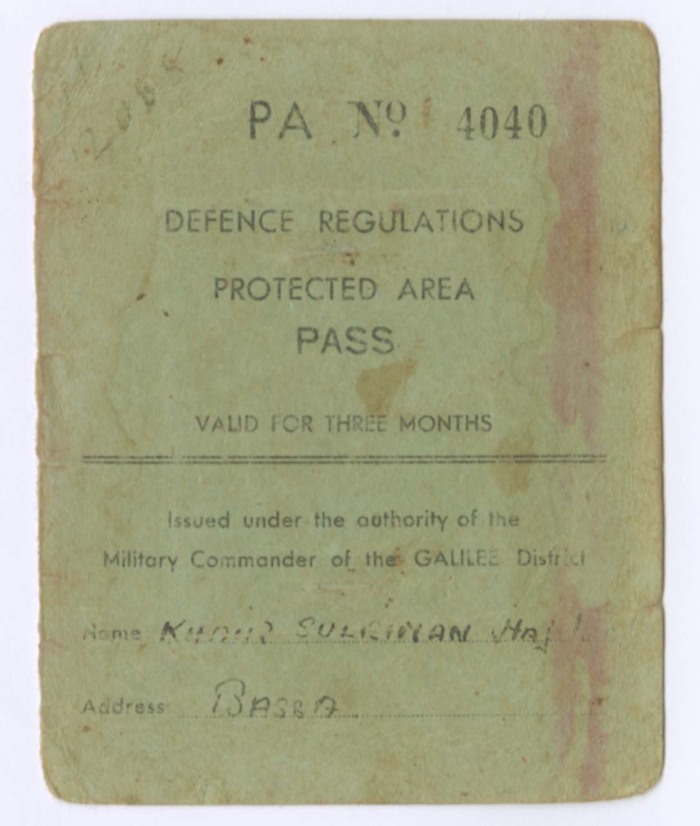 PA Nº 4040
DEFENCE REGULATIONS
PROTECTED AREA
PASS
VALID FOR THREE MONTHS
Issued under the authority of the
Military Commander of the GALILEE District
Name SULEIMAN
Address BASSA